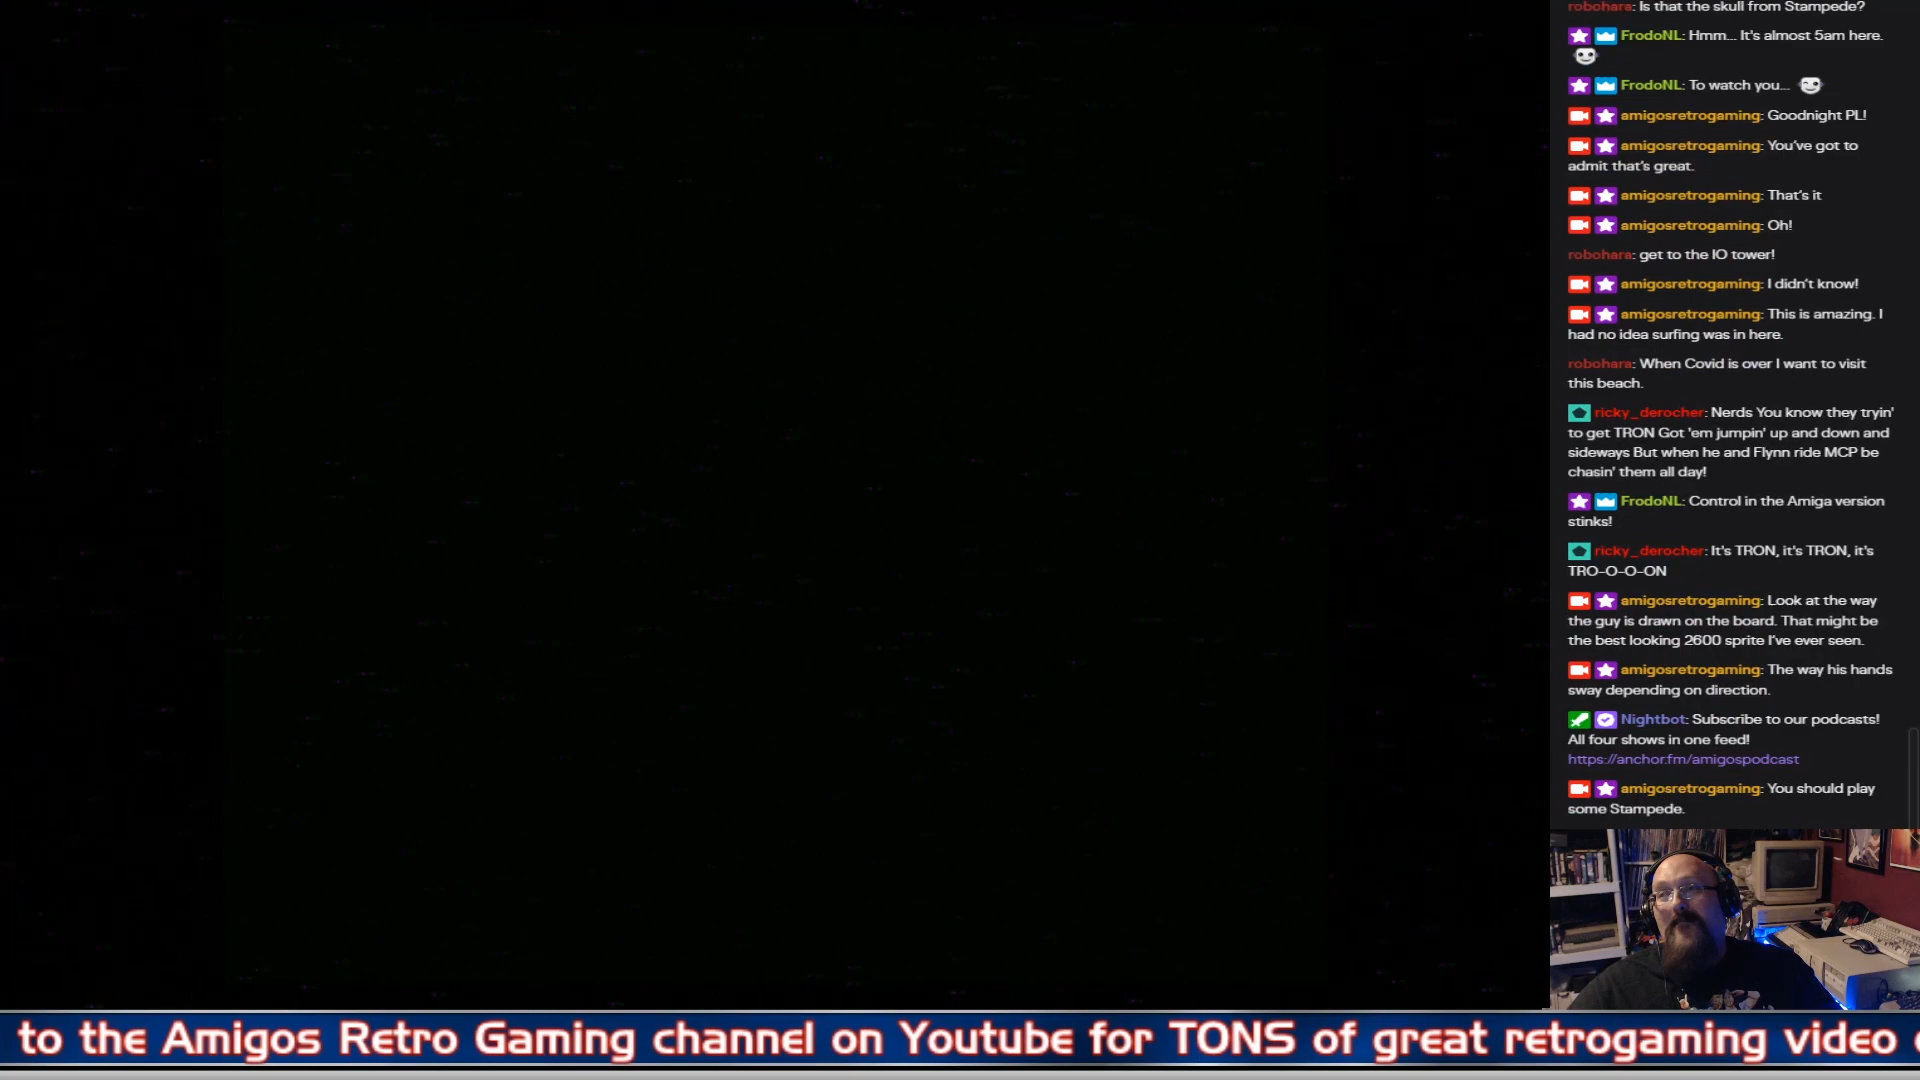 robohara: Is that the skull from Stampede?
FrodoNL: Hmm... It's almost 5am here.
FrodoNL: To watch you...
amigosretrogaming: Goodnight PL!
amigosretrogaming: You've got to
admit that's great.
amigosretrogaming: That's it
amigosretrogaming: Oh!
robohara: get to the IO tower!
amigosretrogaming: I didn't know!
amigosretrogaming: This is amazing. I
had no idea surfing was in here.
robohara: When Covid is over I want to visit
this beach.
ricky_derocher: Nerds You know they tryin'
to get TRON Got 'em jumpin' up and down and
sideways But when he and Flynn ride MCP be
chasin' them all day!
FrodoNL: Control in the Amiga version
stinks!
ricky_derocher: It's TRON, it's TRON, it's
TRO-O-O-ON
amigosretrogaming: Look at the way
the guy is drawn on the board. That might be
the best looking 2600 sprite I've ever seen.
amigosretrogaming: The way his hands
sway depending on direction.
Nightbot: Subscribe to our podcasts!
All four shows in one feed!
https://anchor.fm/amigospodcast
amigosretrogaming: You should play
some Stampede.
to the Amigos Retro Gaming channel on Youtube for TONS of great retrogaming video